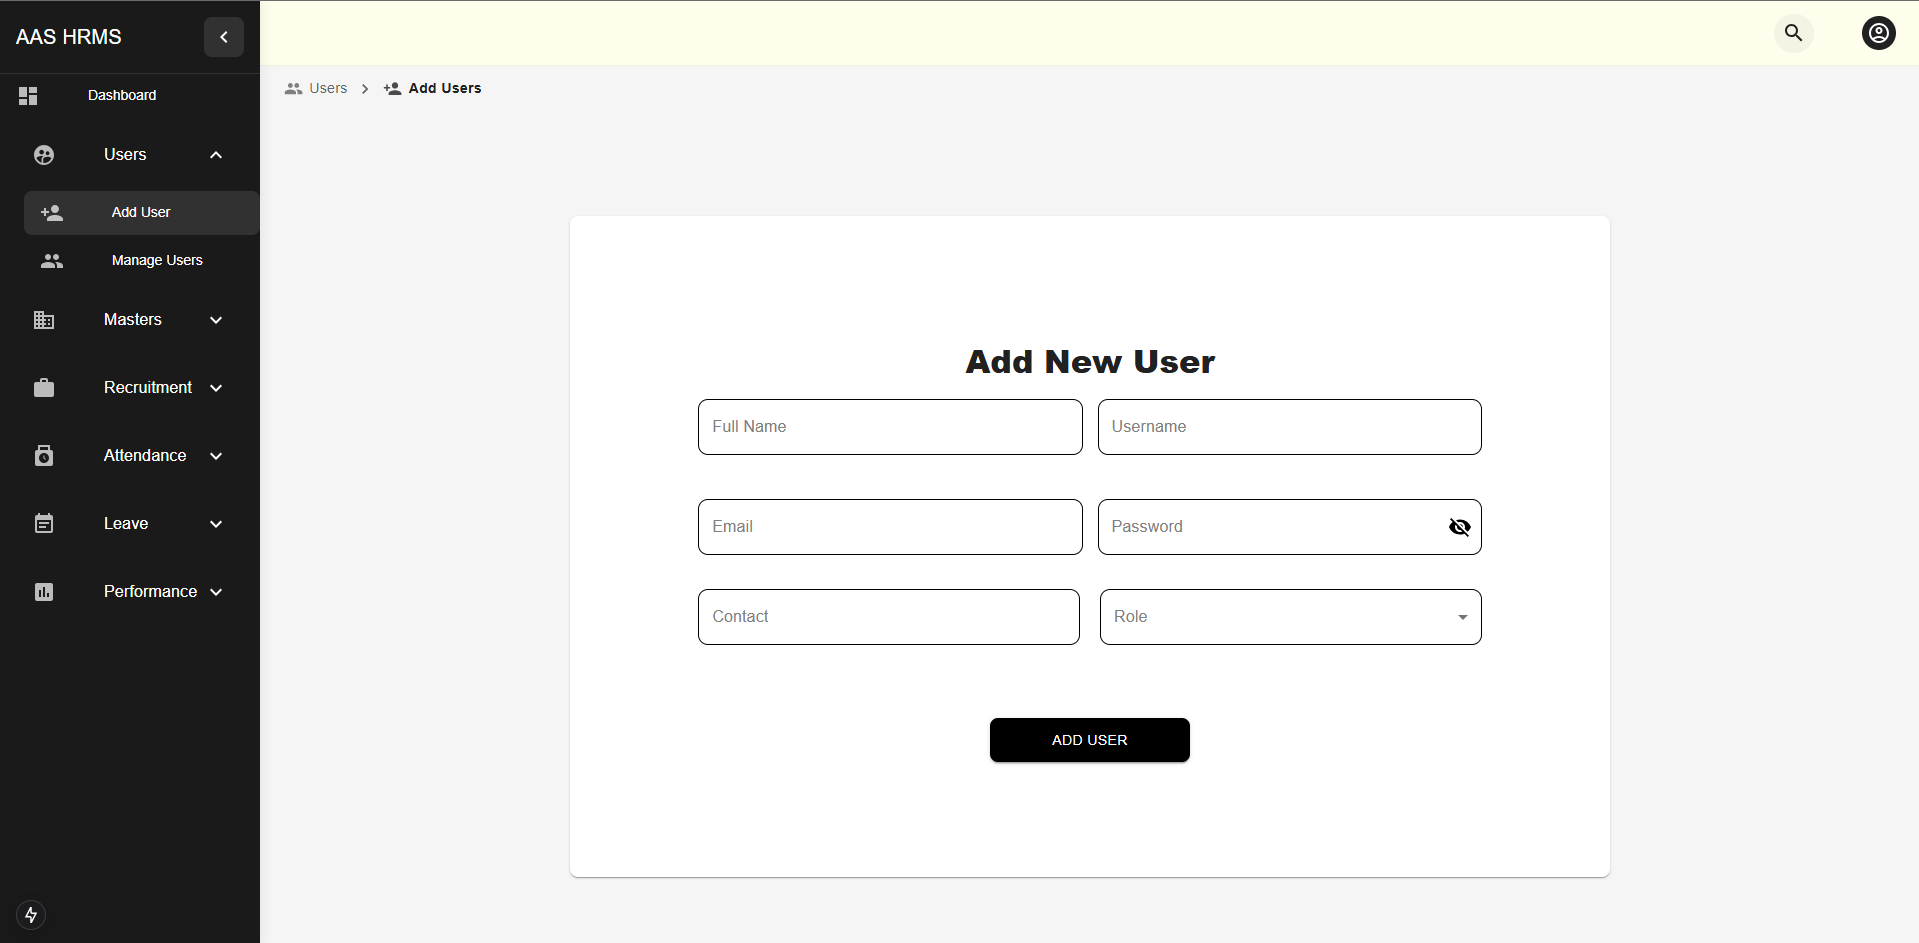 AAS HRMS
Dashboard
Users
Add User
Manage Users
Masters
Recruitment
Attendance
Leave
Performance
Users
Add Users
Add New User
Full Name
Username
Email
Password
Contact
Role
ADD USER